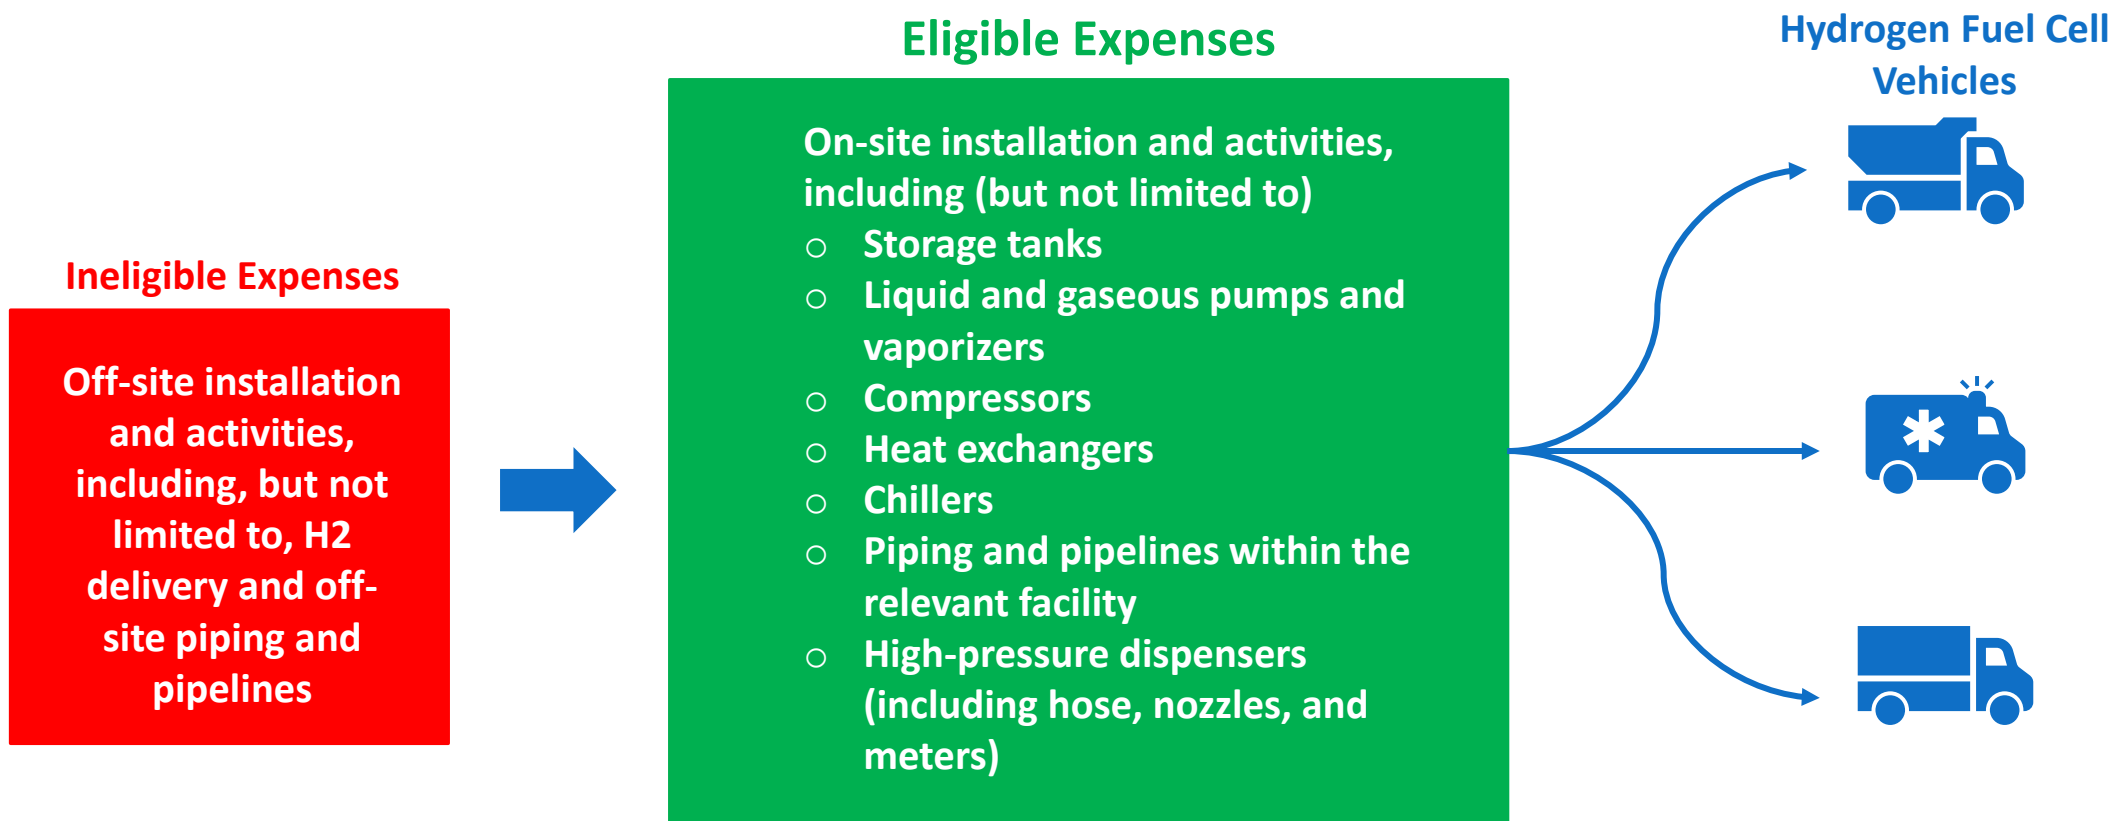 Ineligible Expenses
Off-site installation
and activities,
including, but not
limited to, H2
delivery and off-
site piping and
pipelines
Eligible Expenses
On-site installation and activities,
including (but not limited to)
○ Storage tanks
○ Liquid and gaseous pumps and
vaporizers
○ Compressors
○ Heat exchangers
○ Chillers
○ Piping and pipelines within the
relevant facility
○ High-pressure dispensers
(including hose, nozzles, and
meters)
Hydrogen Fuel Cell
Vehicles